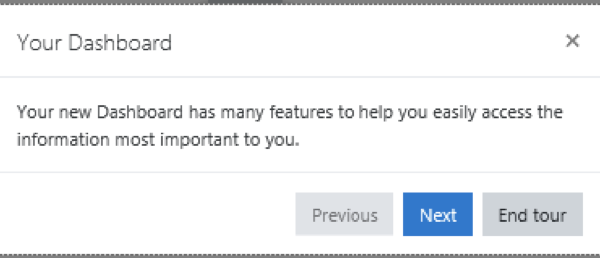 Your Dashboard ×
Your new Dashboard has many features to help you easily access the
information most important to you.
Previous Next End tour